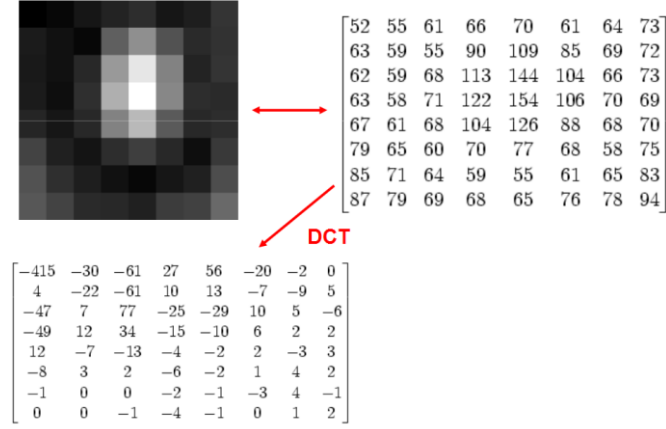 52 55 61 66 70 61 64 73
63 59 55 90 109 85 69 72
62 59 68 113 144 104 66 73
63 58 71 122 154 106 70 69
67 61 68 104 126 88 68 70
79 65 60 70 77 68 58 75
85 71 64 59 55 61 65 83
87 79 69 68 65 76 78 94
DCT
−415 −30 −61 27 56 −20 −2 0
4 −22 −61 10 13 −7 −9 5
−47 7 77 −25 −29 10 5 −6
−49 12 34 −15 −10 6 2 2
12 −7 −13 −4 −2 2 −3 3
−8 3 2 −6 −2 1 4 2
−1 0 0 −2 −1 −3 4 −1
0 0 −1 −4 −1 0 1 2